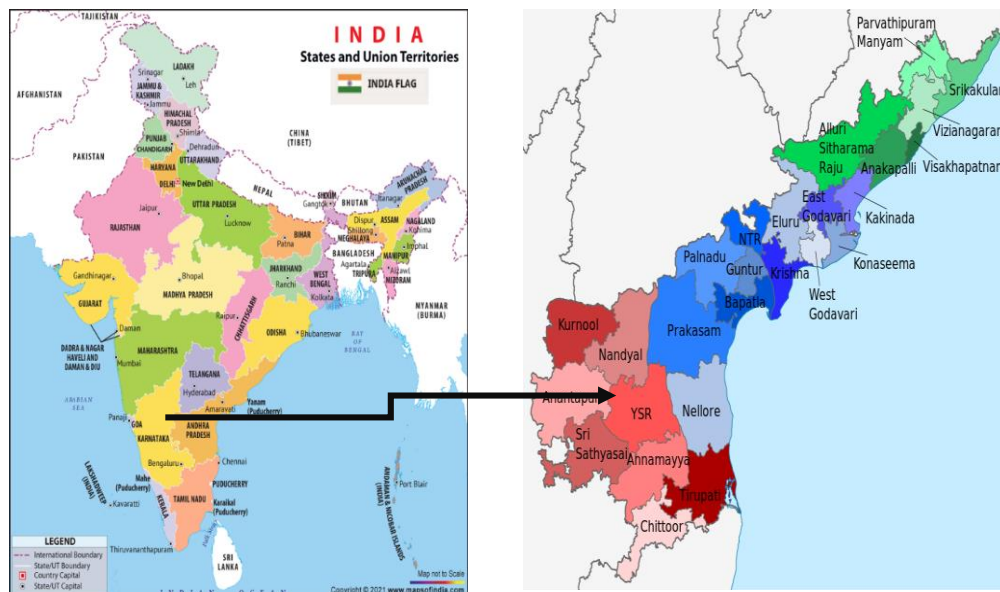 TAJIKISTAN
INDIA
States and Union Territories
INDIA FLAG
AFGHANISTAN
LADAKH
Srinagar
Leh
JAMMU &
KASHMIR
Jammu
HIMACHAL
PRADESH
Shimla
PUNJAB
CHANDIGARH
Dehradun
UTTARAKHAND
HARYANA
PAKISTAN
DELHI
New Delhi
CHINA
(TIBET)
NEPAL
SIKKIM
Gangtok
BHUTAN
ARUNACHAL
PRADESH
Itanagar
RAJASTHAN
Jaipur
UTTAR PRADESH
Lucknow
BIHAR
Patna
Dispur
ASSAM
Shillong
MEGHALAYA
NAGALAND
Kohima
Imphal
MANIPUR
BANGLADESH
Agartala
TRIPURA
Aizawl
MIZORAM
Gandhinagar
GUJARAT
Bhopal
MADHYA PRADESH
JHARKHAND
Ranchi
WEST
BENGAL
Kolkata
MYANMAR
(BURMA)
Daman
DADRA & NAGAR
HAVELI AND
DAMAN & DIU
Raipur
CHHATTISGARH
ODISHA
Bhubaneswar
MAHARASHTRA
Mumbai
BAY
OF
BENGAL
TELANGANA
Hyderabad
ARABIAN
SEA
Amaravati
Yanam
(Puducherry)
Panaji
GOA
KARNATAKA
ANDHRA
PRADESH
Bengaluru
Chennai
LAKSHADWEEP
(INDIA)
Kavaratti
Mahe
(Puducherry)
PUDUCHERRY
KERALA
TAMIL NADU
Karaikal
(Puducherry)
ANDAMAN & NICOBAR ISLANDS
(INDIA)
Port Blair
Thiruvananthapuram
SRI
LANKA
LEGEND
International Boundary
State/UT Boundary
Country Capital
State/UT Capital
Map not to Scale
Copyright © 2021 www.mapsofindia.com
Parvathipuram
Manyam
Srikakulam
Vizianagaram
Visakhapatnam
Alluri
Sitharama
Raju
Anakapalli
East
Godavari
Kakinada
Eluru
Konaseema
NTR
Palnadu
Guntur
Krishna
West
Godavari
Bapatla
Prakasam
Kurnool
Nandyal
Anantapur
YSR
Nellore
Sri
Sathyasai
Annamayya
Tirupati
Chittoor